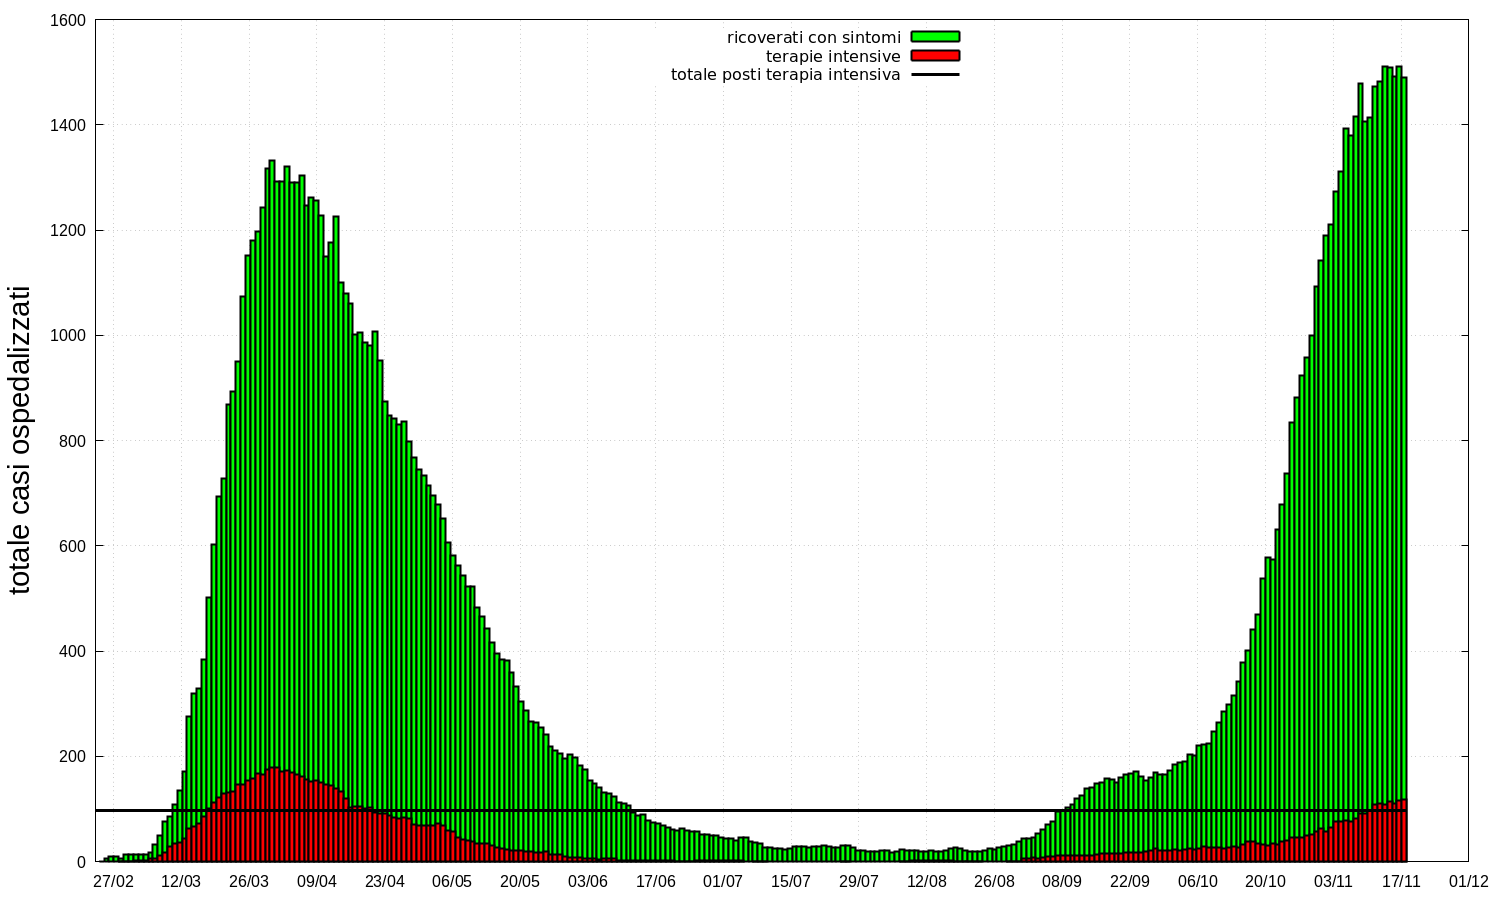 ricoverati con sintomi
terapie intensive
totale posti terapia intensiva
totale casi ospedalizzati
1600
1400
1200
1000
800
600
400
200
0
27/02 12/03 26/03 09/04 23/04 06/05 20/05 03/06 17/06 01/07 15/07 29/07 12/08 26/08 08/09 22/09 06/10 20/10 03/11 17/11 01/12